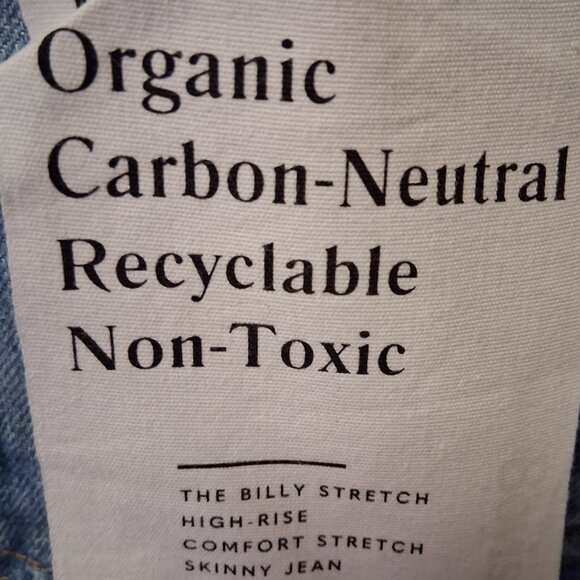 Organic
Carbon-Neutral
Recyclable
Non-Toxic
THE BILLY STRETCH
HIGH-RISE
COMFORT STRETCH
SKINNY JEAN